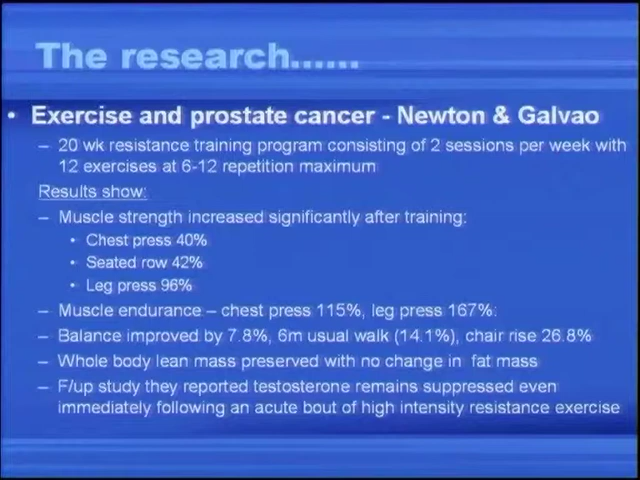 The research......
• Exercise and prostate cancer - Newton & Galvao
– 20 wk resistance training program consisting of 2 sessions per week with
12 exercises at 6-12 repetition maximum
Results show:
– Muscle strength increased significantly after training:
• Chest press 40%
• Seated row 42%
• Leg press 96%
– Muscle endurance – chest press 115%, leg press 167%:
– Balance improved by 7.8%, 6m usual walk (14.1%), chair rise 26.8%
– Whole body lean mass preserved with no change in fat mass
– F/up study they reported testosterone remains suppressed even
immediately following an acute bout of high intensity resistance exercise